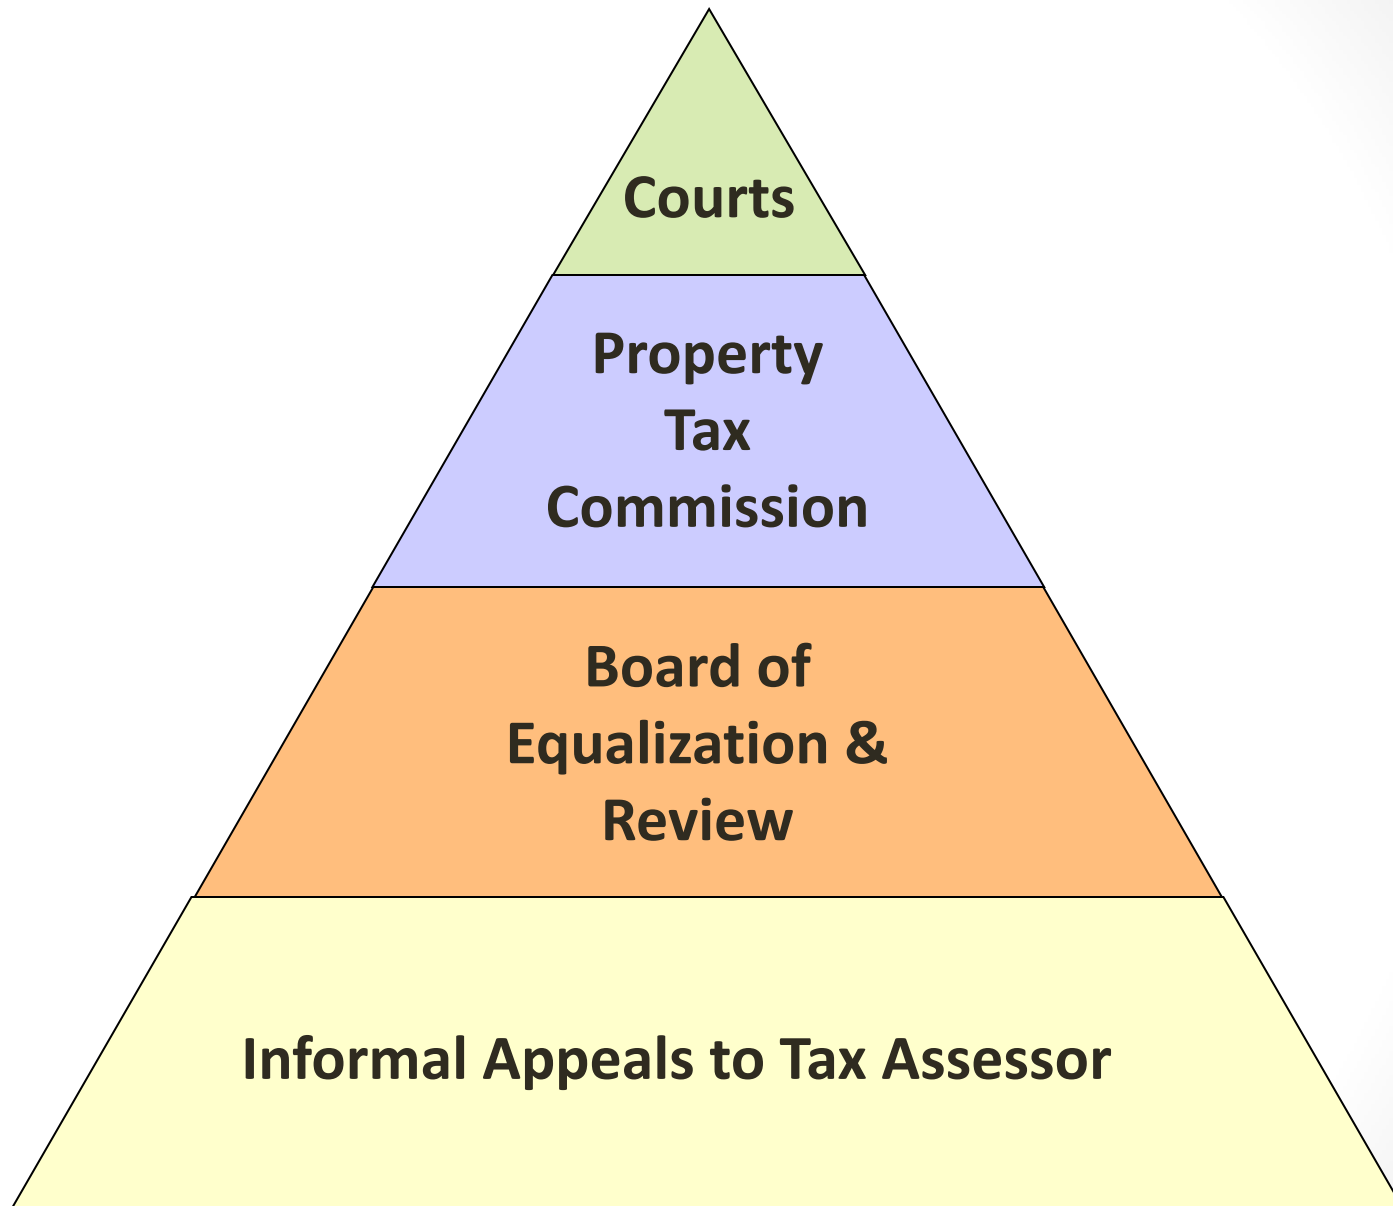 Courts
Property
Tax
Commission
Board of
Equalization &
Review
Informal Appeals to Tax Assessor